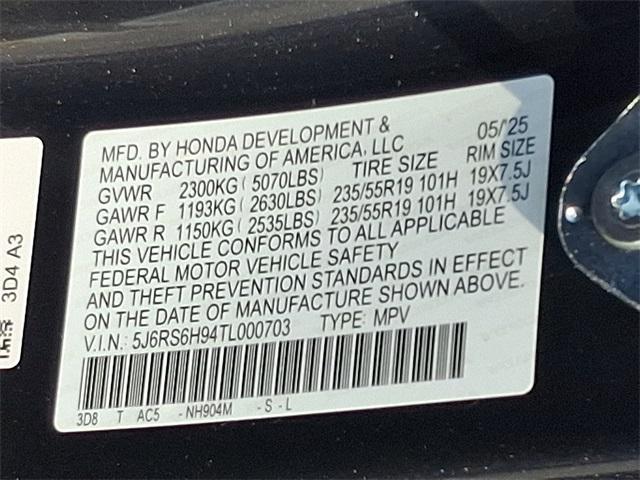 MFD. BY HONDA DEVELOPMENT & 05/'25
MANUFACTURING OF AMERICA, LLC
GVWR 2300KG (5070LBS) TIRE SIZE RIM SIZE
GAWR F 1193KG (2630LBS) 235/55R19 101H 19X7.5J
GAWR R 1150KG (2535LBS) 235/55R19 101H 19X7.5J
THIS VEHICLE CONFORMS TO ALL APPLICABLE
FEDERAL MOTOR VEHICLE SAFETY
AND THEFT PREVENTION STANDARDS IN EFFECT
ON THE DATE OF MANUFACTURE SHOWN ABOVE.
V.I.N.: 5J6RS6H94TL000703 TYPE: MPV
3D8 T AC5 -NH904M -S-L
3D4 A3